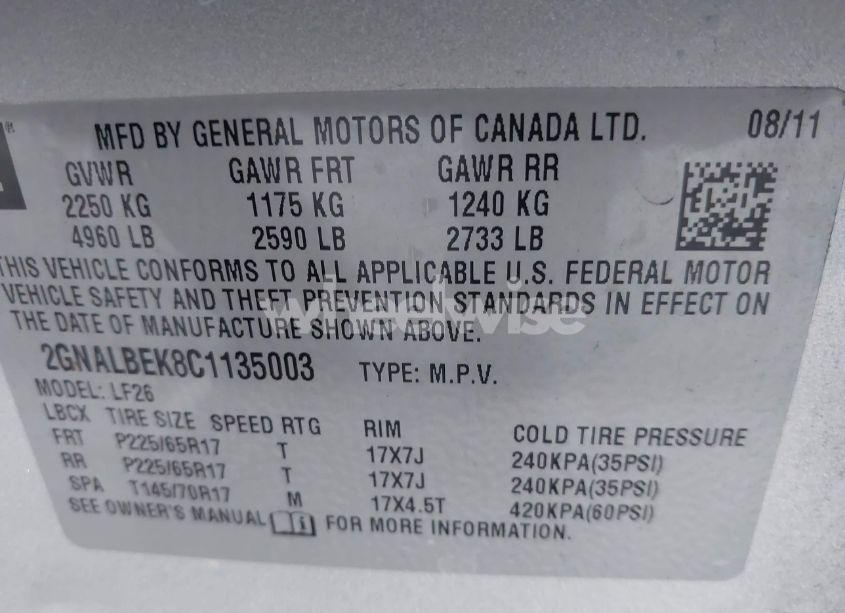 MFD BY GENERAL MOTORS OF CANADA LTD. 08/11
GVWR GAWR FRT GAWR RR
2250 KG 1175 KG 1240 KG
4960 LB 2590 LB 2733 LB
THIS VEHICLE CONFORMS TO ALL APPLICABLE U.S. FEDERAL MOTOR
VEHICLE SAFETY AND THEFT PREVENTION STANDARDS IN EFFECT ON
THE DATE OF MANUFACTURE SHOWN ABOVE.
2GNALBEK8C1135003 TYPE: M.P.V.
MODEL: LF26
LBCX TIRE SIZE SPEED RTG RIM COLD TIRE PRESSURE
FRT P225/65R17 T 17X7J 240KPA(35PSI)
RR P225/65R17 T 17X7J 240KPA(35PSI)
SPA T145/70R17 M 17X4.5T 420KPA(60PSI)
SEE OWNER'S MANUAL FOR MORE INFORMATION.